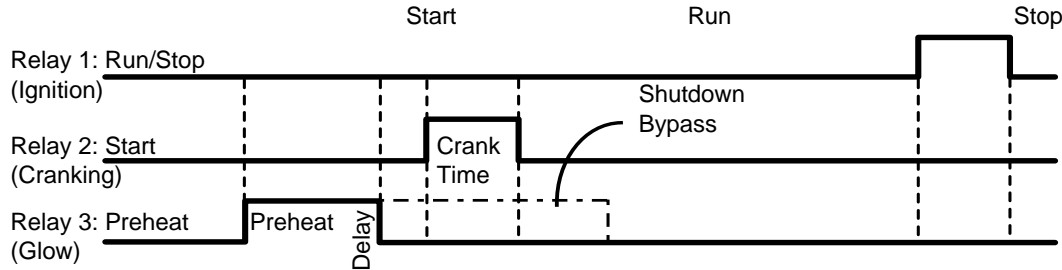 Start
Run
Stop
Relay 1: Run/Stop
(Ignition)
Shutdown
Bypass
Relay 2: Start
(Cranking)
Crank
Time
Relay 3: Preheat
(Glow)
Preheat
Delay